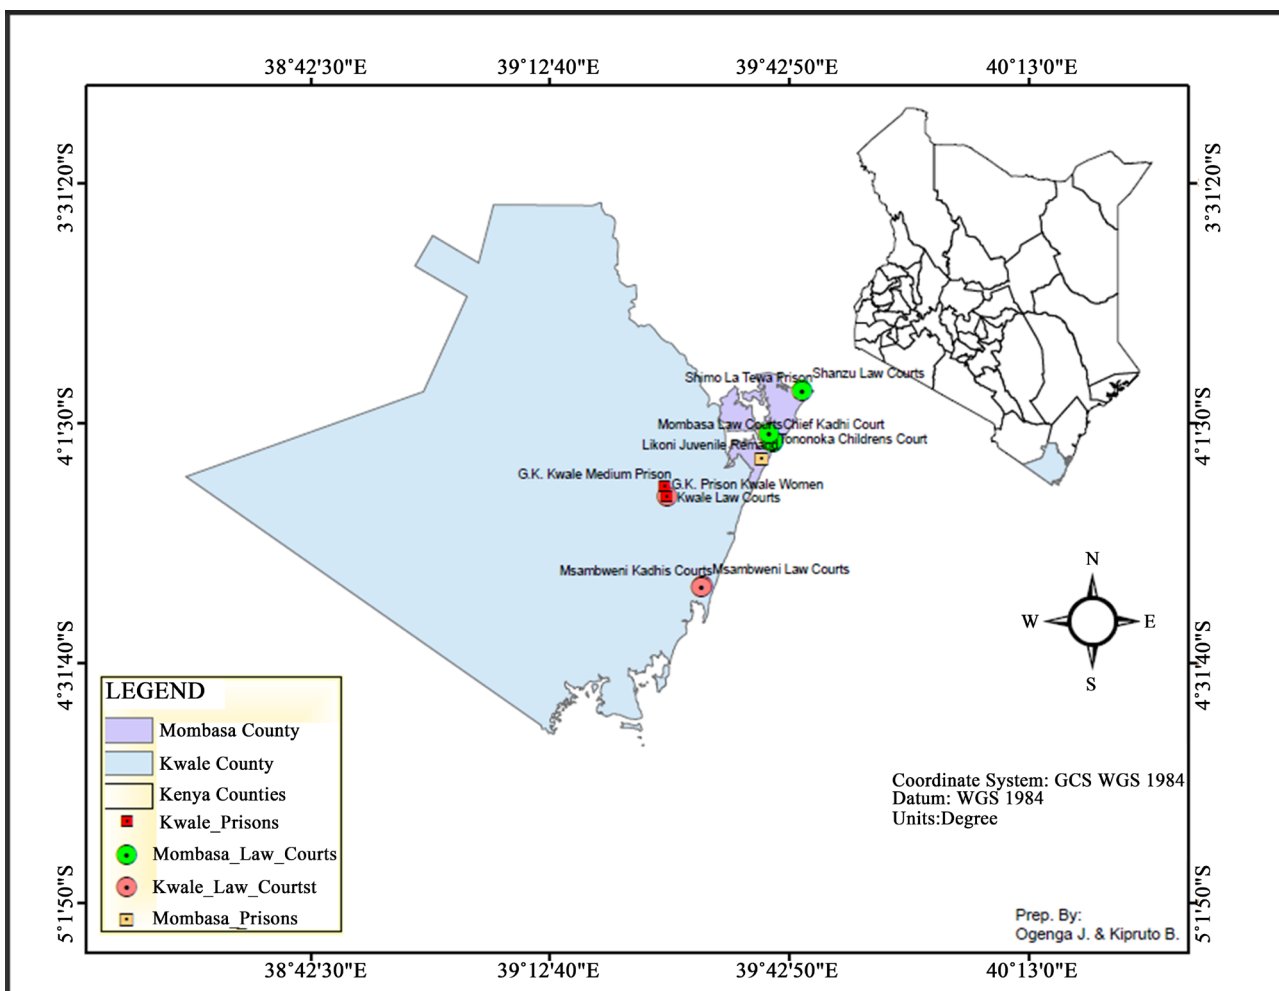 38°42'30"E 39°12'40"E 39°42'50"E 40°13'0"E
3°31'20"S 3°31'20"S
Shimo La Tewa Prison Shanzu Law Courts
4°1'30"S 4°1'30"S
Mombasa Law Courts Chief Kadhi Court
Tononoka Childrens Court
Likoni Juvenile Remand
G.K. Kwale Medium Prison
G.K. Prison Kwale Women
Kwale Law Courts
N
Msambweni Kadhis Courts Msambweni Law Courts
W E
S
4°31'40"S 4°31'40"S
LEGEND
Mombasa County
Kwale County
Kenya Counties
Kwale_Prisons
Mombasa_Law_Courts
Kwale_Law_Courtst
Mombasa_Prisons
Coordinate System: GCS WGS 1984
Datum: WGS 1984
Units:Degree
5°1'50"S 5°1'50"S
Prep. By:
Ogenga J. & Kipruto B.
38°42'30"E 39°12'40"E 39°42'50"E 40°13'0"E